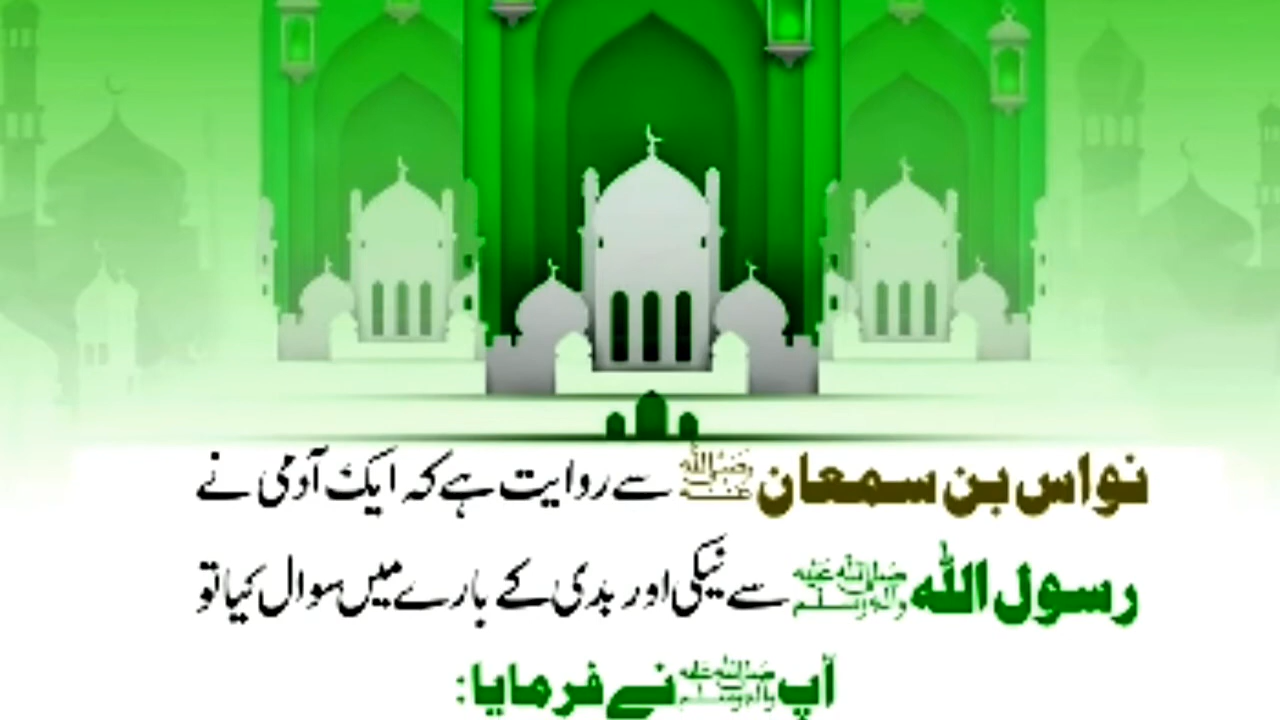 نواس بن سمعان رضی اللہ عنہ سے روایت ہے کہ ایک آدمی نے
رسول اللہ صلی اللہ علیہ وآلہ وسلم سے نیکی اور بدی کے بارے میں سوال کیا تو
آپ صلی اللہ علیہ وآلہ وسلم نے فرمایا: